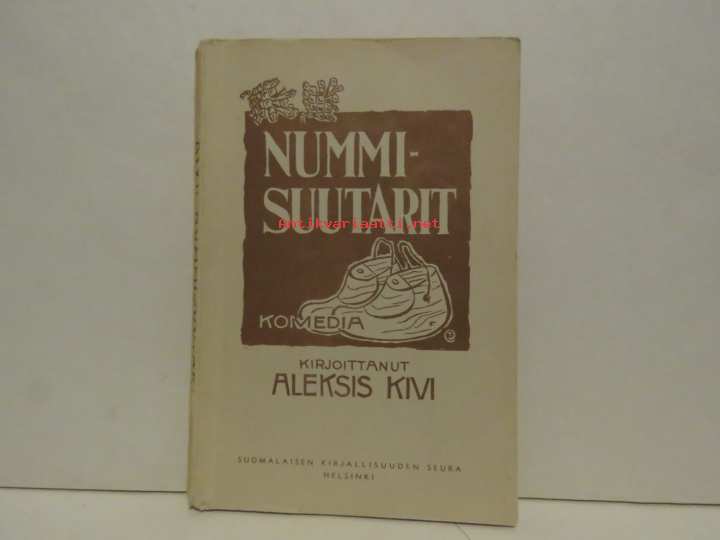 NUMMI-
SUUTARIT
Antikvariaatti.net
KOMEDIA
KIRJOITTANUT
ALEKSIS KIVI
SUOMALAISEN KIRJALLISUUDEN SEURA
HELSINKI